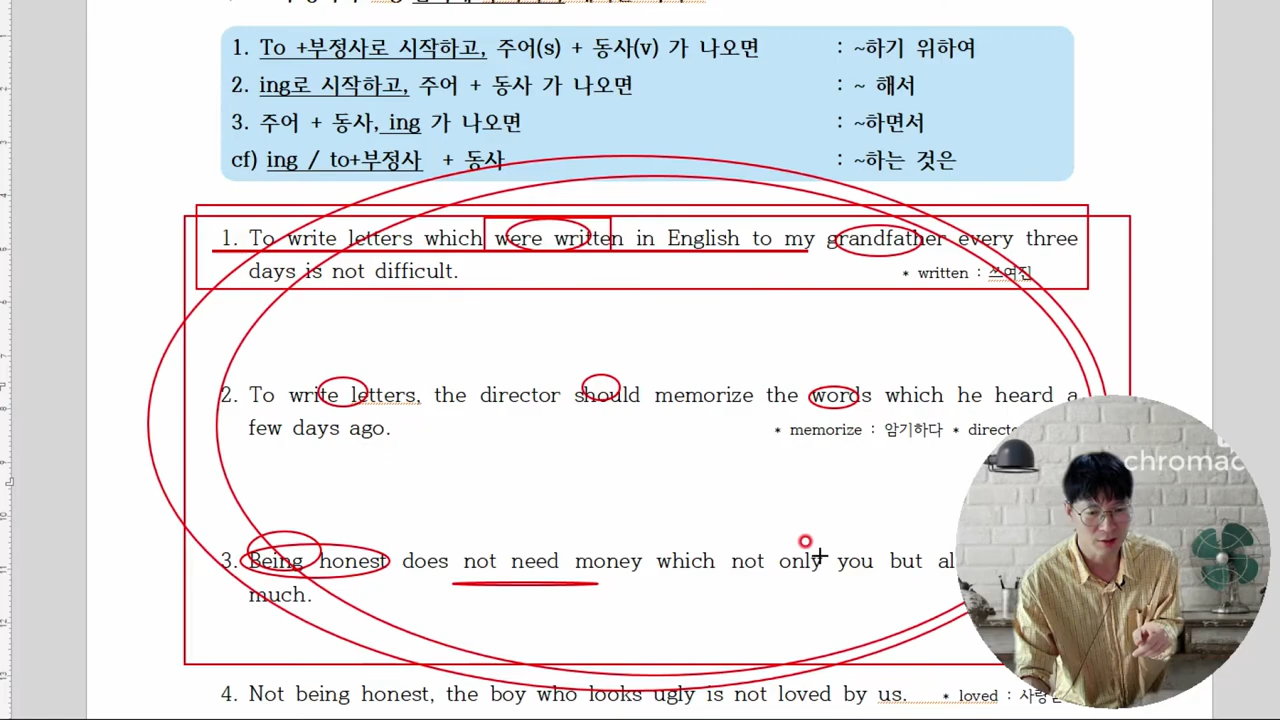 1. To +부정사로 시작하고, 주어(s) + 동사(v) 가 나오면 : ~하기 위하여
2. ing로 시작하고, 주어 + 동사 가 나오면 : ~ 해서
3. 주어 + 동사, ing 가 나오면 : ~하면서
cf) ing / to+부정사 + 동사 : ~하는 것은
1. To write letters which were written in English to my grandfather every three
days is not difficult. * written : 쓰여진
2. To write letters, the director should memorize the words which he heard a
few days ago. * memorize : 암기하다 *
chromac
3. Being honest does not need money which not only you but
much.
4. Not being honest, the boy who looks ugly is not loved by us. * loved :